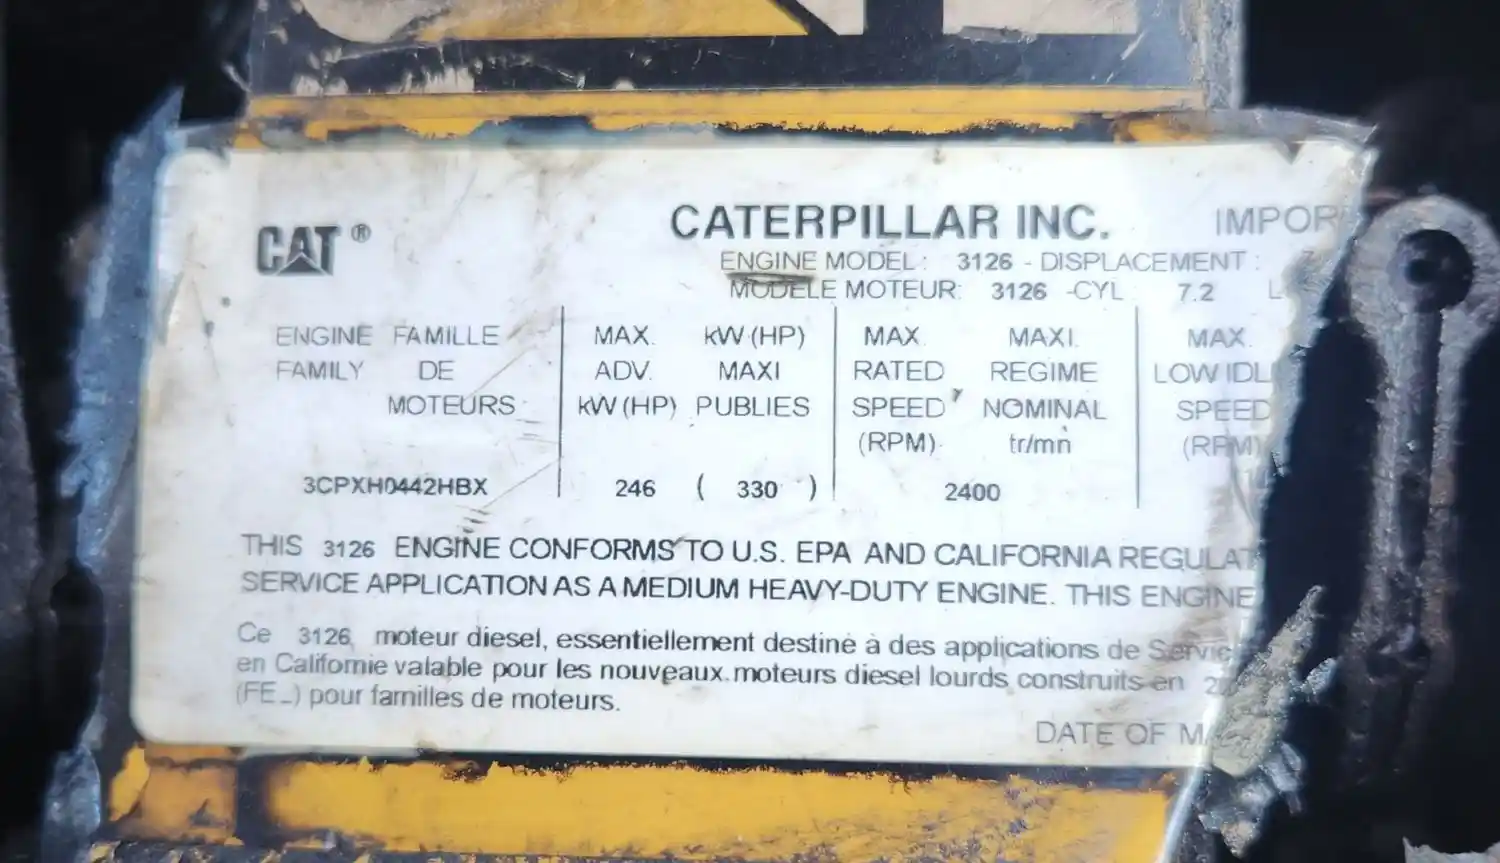 CAT ® CATERPILLAR INC. IMPOR
ENGINE MODEL: 3126 - DISPLACEMENT :
MODELE MOTEUR: 3126 -CYL 7.2 L
ENGINE FAMILLE MAX. kW (HP) MAX. MAXI. MAX.
FAMILY DE ADV. MAXI RATED REGIME LOW IDL
MOTEURS kW (HP) PUBLIES SPEED NOMINAL SPEED
(RPM) tr/mn (RPM)
3CPXH0442HBX 246 ( 330 ) 2400
THIS 3126 ENGINE CONFORMS TO U.S. EPA AND CALIFORNIA REGULAT
SERVICE APPLICATION AS A MEDIUM HEAVY-DUTY ENGINE. THIS ENGINE
Ce 3126, moteur diesel, essentiellement destiné à des applications de Servic
en Californie valable pour les nouveaux moteurs diesel lourds construits en
(FE_) pour familles de moteurs.
DATE OF M